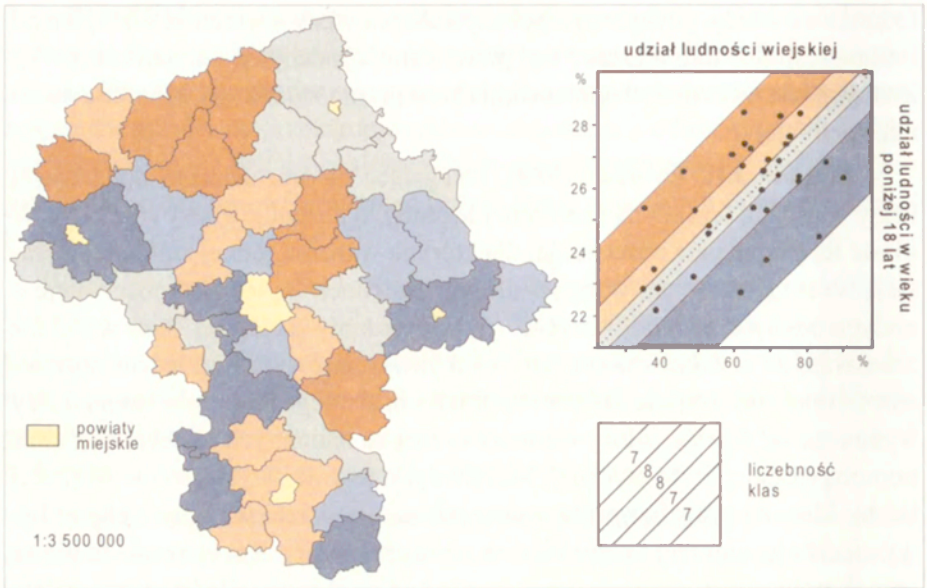 udział ludności wiejskiej
%
28
26
24
22
40
60
80
%
udział ludności w wieku
poniżej 18 lat
powiaty
miejskie
1:3 500 000
7
8
8
7
7
liczebność
klas